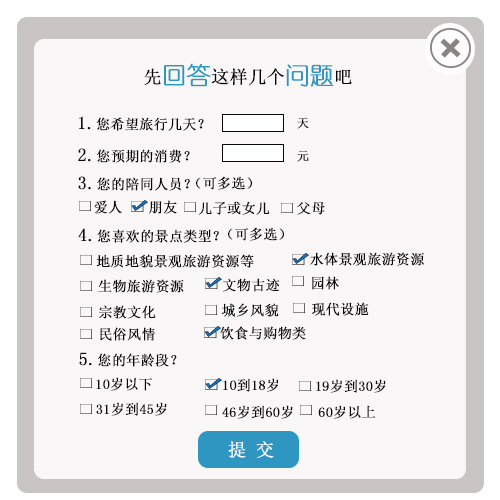 先回答这样几个问题吧
1. 您希望旅行几天? 天
2. 您预期的消费? 元
3. 您的陪同人员?(可多选)
爱人 朋友 儿子或女儿 父母
4. 您喜欢的景点类型?(可多选)
地质地貌景观旅游资源等 水体景观旅游资源
生物旅游资源 文物古迹 园林
宗教文化 城乡风貌 现代设施
民俗风情 饮食与购物类
5. 您的年龄段?
10岁以下 10到18岁 19岁到30岁
31岁到45岁 46岁到60岁 60岁以上
提 交